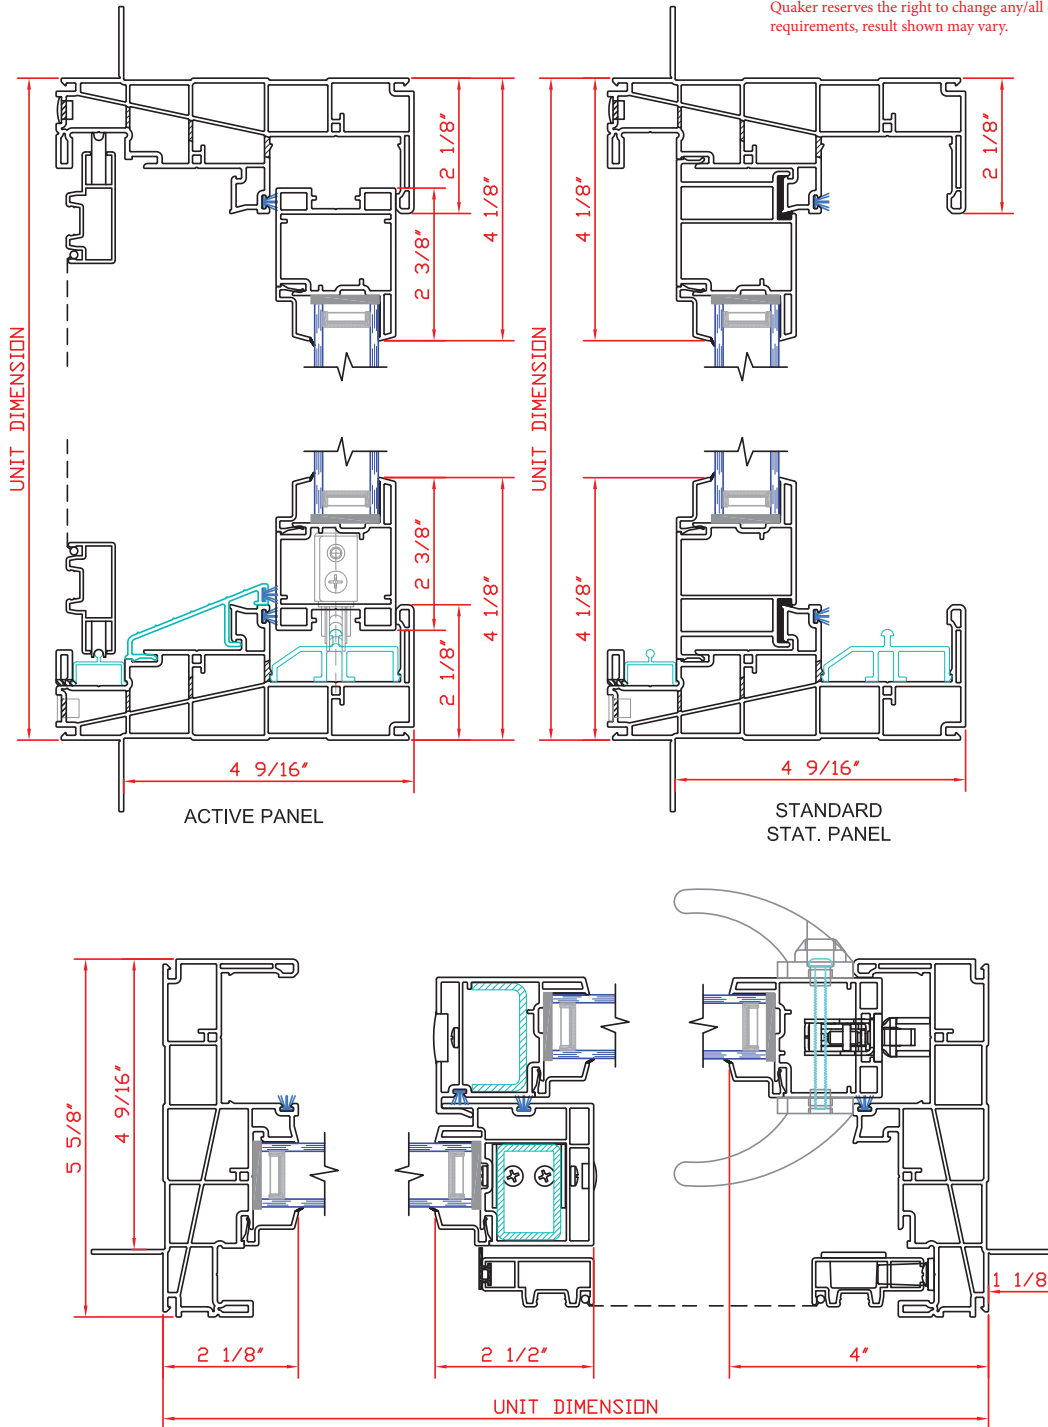 Quaker reserves the right to change any/all
requirements, result shown may vary.
2 1/8"
4 1/8"
2 3/8"
UNIT DIMENSION
2 1/8"
4 1/8"
UNIT DIMENSION
2 3/8"
4 1/8"
2 1/8"
4 1/8"
4 9/16"
4 9/16"
ACTIVE PANEL
STANDARD
STAT. PANEL
4 9/16"
5 5/8"
1 1/8
2 1/8"
2 1/2"
4"
UNIT DIMENSION